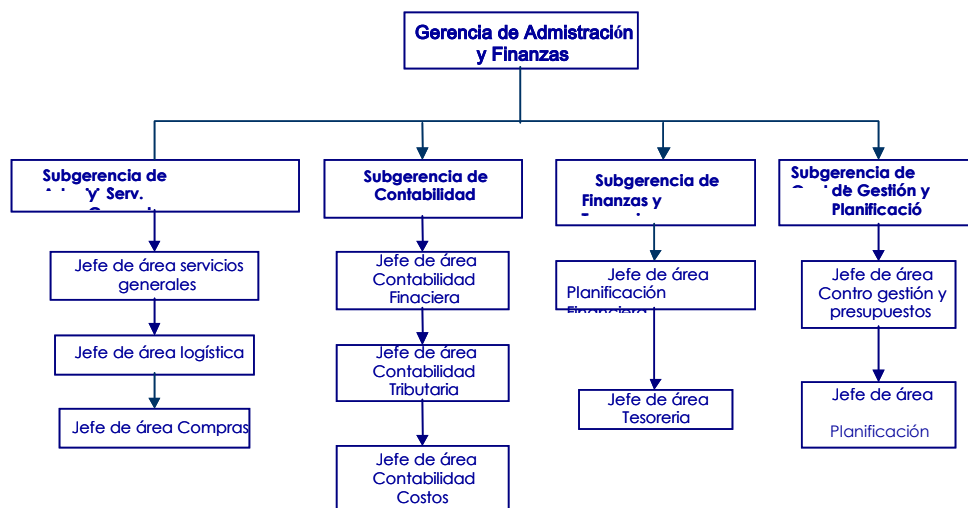 Gerencia de Admistración
y Finanzas
Subgerencia de
y Serv.
Subgerencia de
Contabilidad
Subgerencia de
Finanzas y
Subgerencia de
de Gestión y
Planificació
Jefe de área servicios
generales
Jefe de área logística
Jefe de área Compras
Jefe de área
Contabilidad
Finaciera
Jefe de área
Contabilidad
Tributaria
Jefe de área
Contabilidad
Costos
Jefe de área
Planificación
Financiera
Jefe de área
Tesoreria
Jefe de área
Contro gestión y
presupuestos
Jefe de área
Planificación